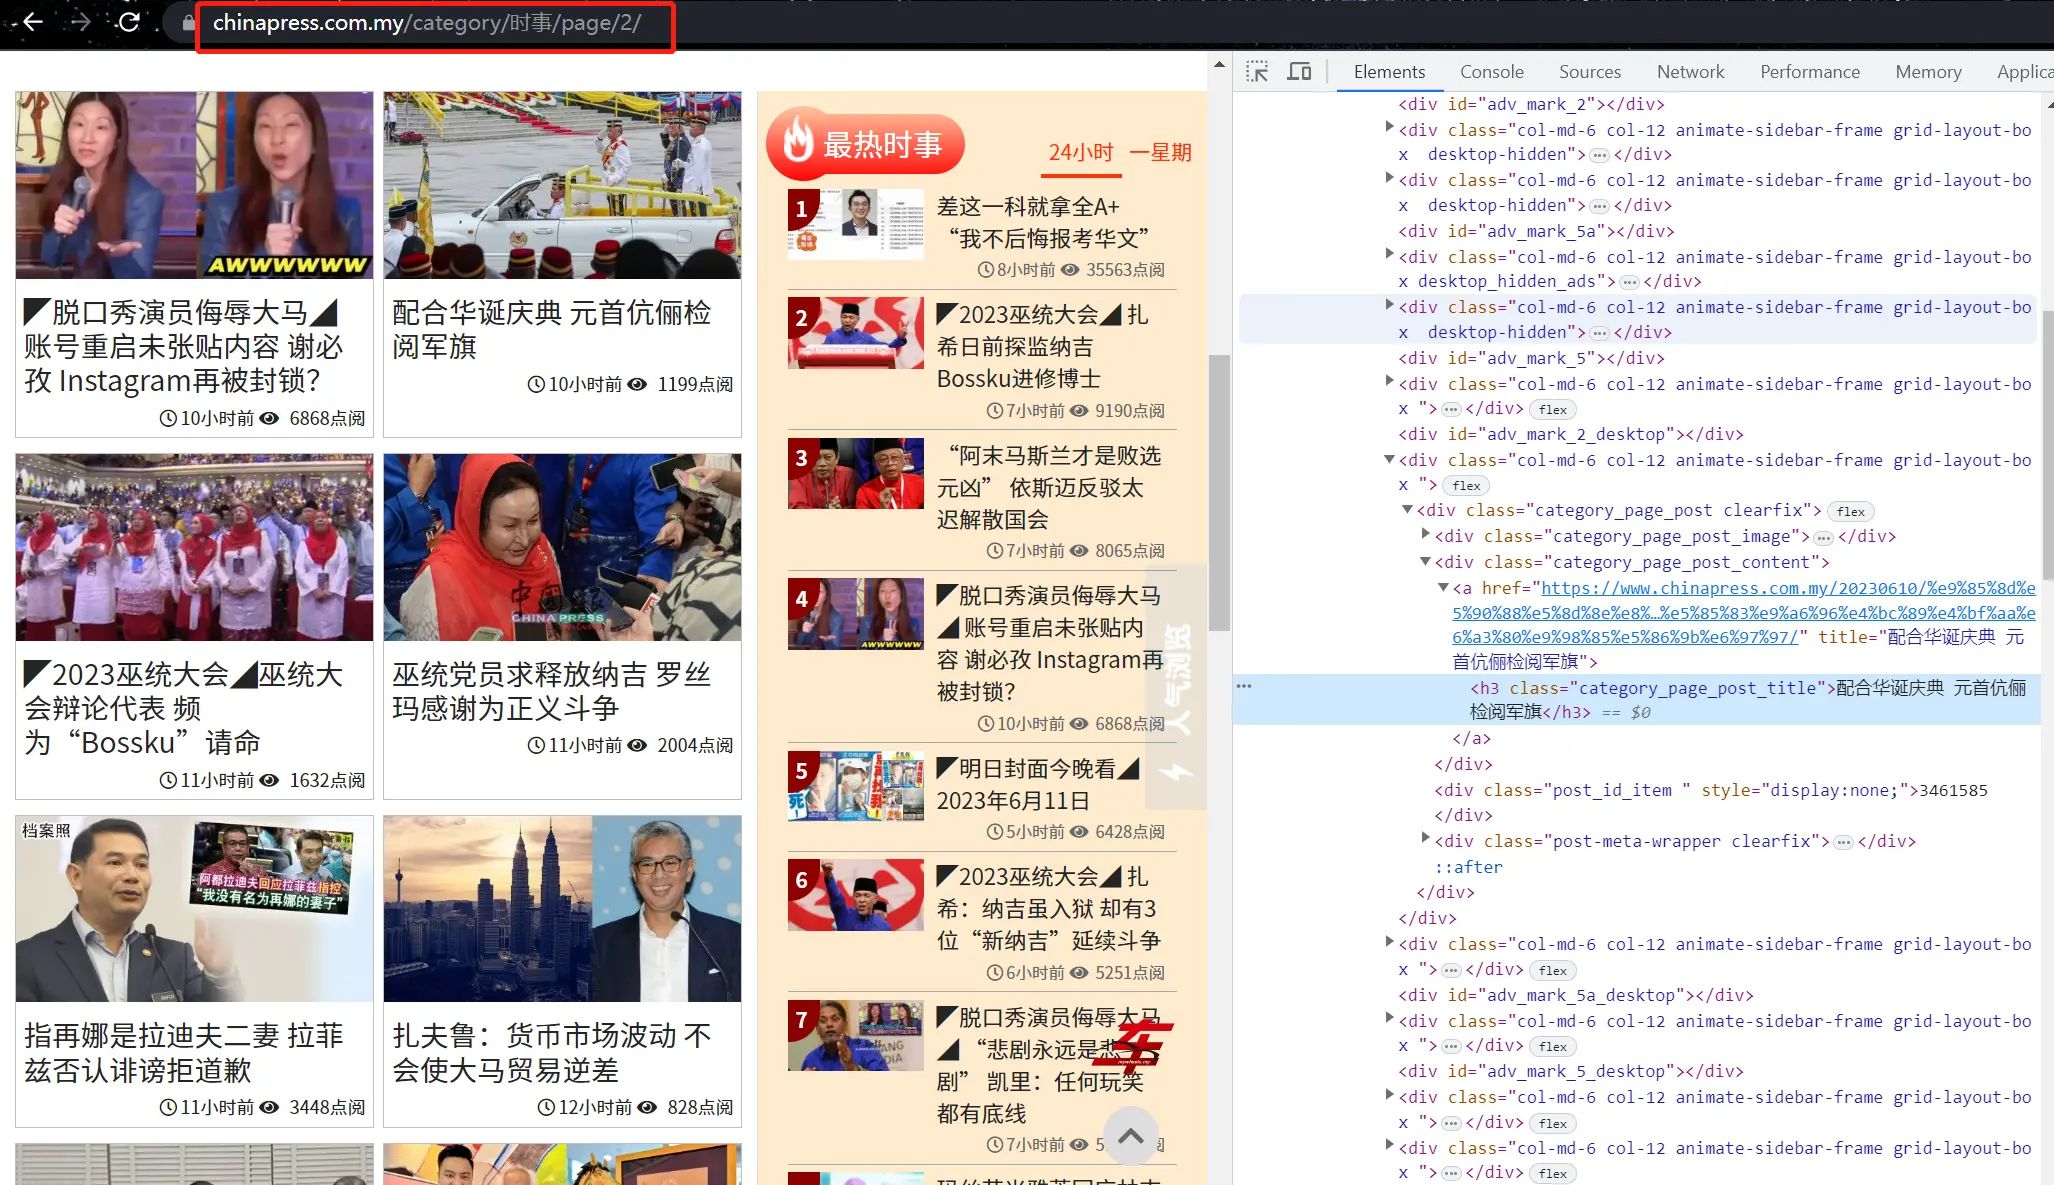 chinapress.com.my/category/时事/page/2/
AWWWWWWW
◤脱口秀演员侮辱大马◢
账号重启未张贴内容 谢必
孜 Instagram再被封锁？
10小时前 6868点阅
配合华诞庆典 元首伉俪检
阅军旗
10小时前 1199点阅
中國報
CHINA PRESS
◤2023巫统大会◢巫统大
会辩论代表 频
为“Bossku”请命
11小时前 1632点阅
巫统党员求释放纳吉 罗丝
玛感谢为正义斗争
11小时前 2004点阅
档案照
阿都拉迪夫回应拉菲兹指控
“我没有名为再娜的妻子”
指再娜是拉迪夫二妻 拉菲
兹否认诽谤拒道歉
11小时前 3448点阅
扎夫鲁：货币市场波动 不
会使大马贸易逆差
12小时前 828点阅
最热时事
24小时 一星期
1
差这一科就拿全A+
“我不后悔报考华文”
8小时前 35563点阅
2
◤2023巫统大会◢ 扎
希日前探监纳吉
Bossku进修博士
7小时前 9190点阅
3
“阿末马斯兰才是败选
元凶” 依斯迈反驳太
迟解散国会
7小时前 8065点阅
4
AWWWWWWW
◤脱口秀演员侮辱大马
◢ 账号重启未张贴内
容 谢必孜 Instagram再
被封锁？
10小时前 6868点阅
5
◤明日封面今晚看◢
2023年6月11日
5小时前 6428点阅
6
◤2023巫统大会◢ 扎
希：纳吉虽入狱 却有3
位“新纳吉”延续斗争
6小时前 5251点阅
7
◤脱口秀演员侮辱大马
◢“悲剧永远是悲
剧” 凯里：任何玩笑
都有底线
7小时前 5
人气浏览
Elements Console Sources Network Performance Memory Applica
<div id="adv_mark_2"></div>
<div class="col-md-6 col-12 animate-sidebar-frame grid-layout-bo
x  desktop-hidden">…</div>
<div class="col-md-6 col-12 animate-sidebar-frame grid-layout-bo
x  desktop-hidden">…</div>
<div id="adv_mark_5a"></div>
<div class="col-md-6 col-12 animate-sidebar-frame grid-layout-bo
x desktop_hidden_ads">…</div>
<div class="col-md-6 col-12 animate-sidebar-frame grid-layout-bo
x  desktop-hidden">…</div>
<div id="adv_mark_5"></div>
<div class="col-md-6 col-12 animate-sidebar-frame grid-layout-bo
x ">…</div> flex
<div id="adv_mark_2_desktop"></div>
<div class="col-md-6 col-12 animate-sidebar-frame grid-layout-bo
x "> flex
<div class="category_page_post clearfix"> flex
<div class="category_page_post_image">…</div>
<div class="category_page_post_content">
<a href="https://www.chinapress.com.my/20230610/%e9%85%8d%e
5%90%88%e5%8d%8e%e8%…%e5%85%83%e9%a6%96%e4%bc%89%e4%bf%aa%e
6%a3%80%e9%98%85%e5%86%9b%e6%97%97/" title="配合华诞庆典 元
首伉俪检阅军旗">
<h3 class="category_page_post_title">配合华诞庆典 元首伉俪
检阅军旗</h3> == $0
</a>
</div>
<div class="post_id_item " style="display:none;">3461585
</div>
<div class="post-meta-wrapper clearfix">…</div>
::after
</div>
</div>
<div class="col-md-6 col-12 animate-sidebar-frame grid-layout-bo
x ">…</div> flex
<div id="adv_mark_5a_desktop"></div>
<div class="col-md-6 col-12 animate-sidebar-frame grid-layout-bo
x ">…</div> flex
<div id="adv_mark_5_desktop"></div>
<div class="col-md-6 col-12 animate-sidebar-frame grid-layout-bo
x ">…</div> flex
<div class="col-md-6 col-12 animate-sidebar-frame grid-layout-bo
x ">…</div> flex